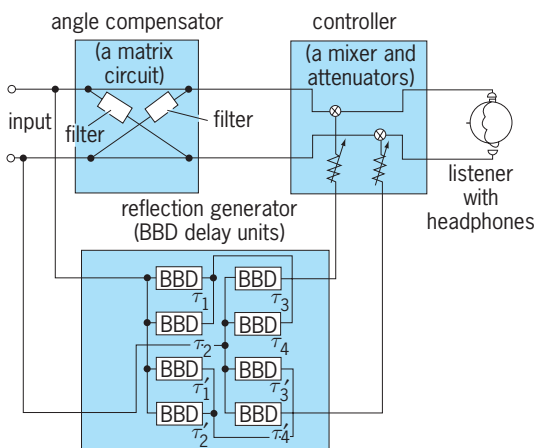 angle compensator
(a matrix
circuit)
controller
(a mixer and
attenuators)
input
filter
filter
listener
with
headphones
reflection generator
(BBD delay units)
BBD
τ1
BBD
τ3
BBD
τ2
BBD
τ4
BBD
τ′1
BBD
τ′3
BBD
τ′2
BBD
τ′4